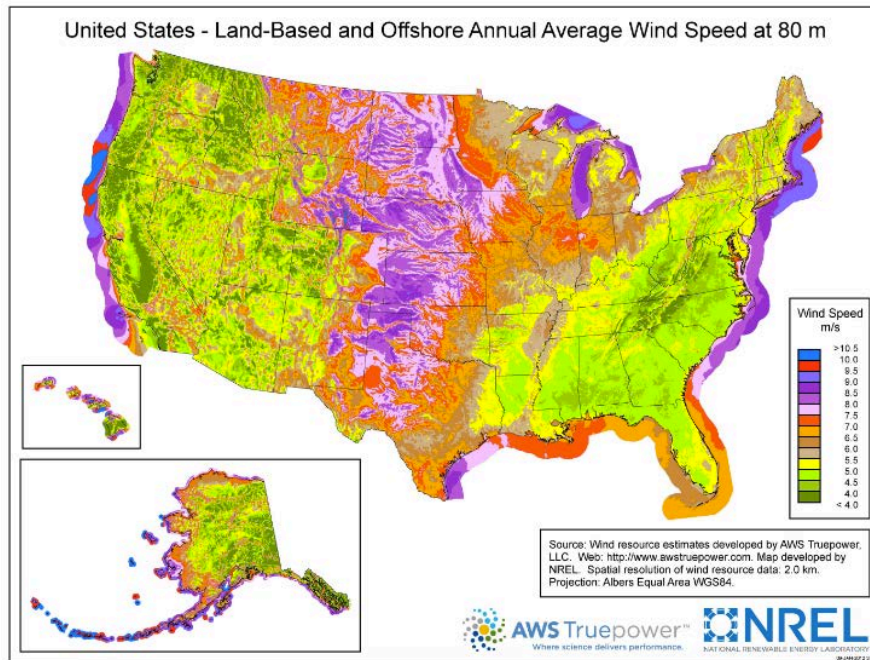 United States - Land-Based and Offshore Annual Average Wind Speed at 80 m
Wind Speed
m/s
>10.5
10.0
9.5
9.0
8.5
8.0
7.5
7.0
6.5
6.0
5.5
5.0
4.5
4.0
< 4.0
Source: Wind resource estimates developed by AWS Truepower,
LLC. Web: http://www.awstruepower.com. Map developed by
NREL. Spatial resolution of wind resource data: 2.0 km.
Projection: Albers Equal Area WGS84.
AWS Truepower™
Where science delivers performance.
NREL
NATIONAL RENEWABLE ENERGY LABORATORY